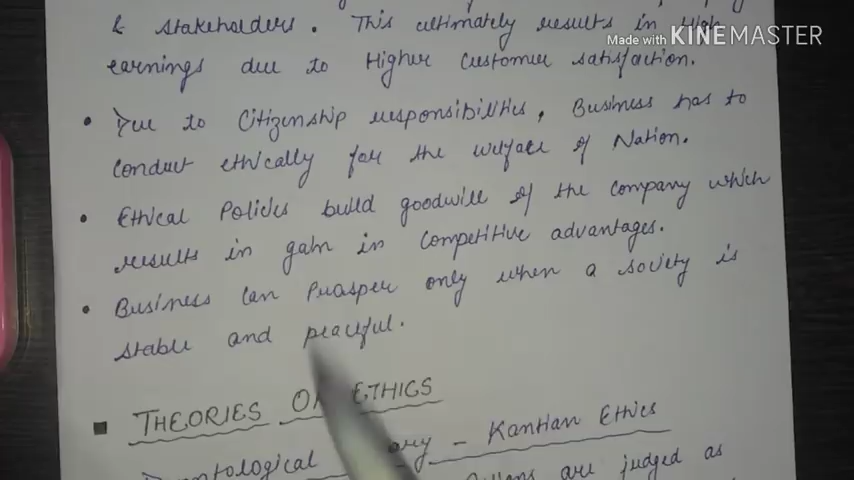 & stakeholders. This ultimately results in High
Made with KINEMASTER
earnings due to Higher Customer satisfaction.
• Due to Citizenship responsibilities, Business has to
conduct ethically for the welfare of Nation.
• Ethical Policies build goodwill of the company which
results in gain in Competitive advantages.
• Business Can Prosper only when a society is
stable and peaceful.
THEORIES OF ETHICS
- Kantian Ethics
are judged as